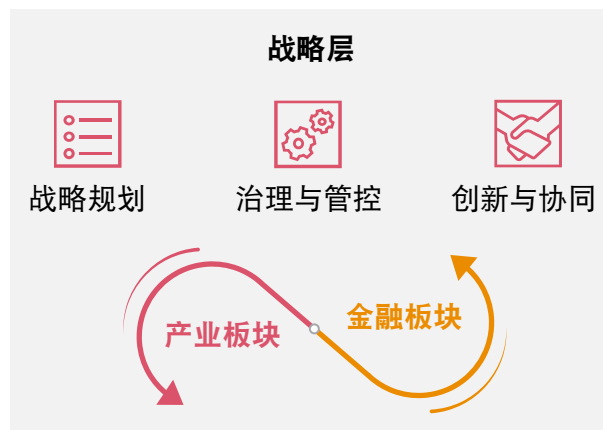 战略层
战略规划
治理与管控
创新与协同
产业板块
金融板块